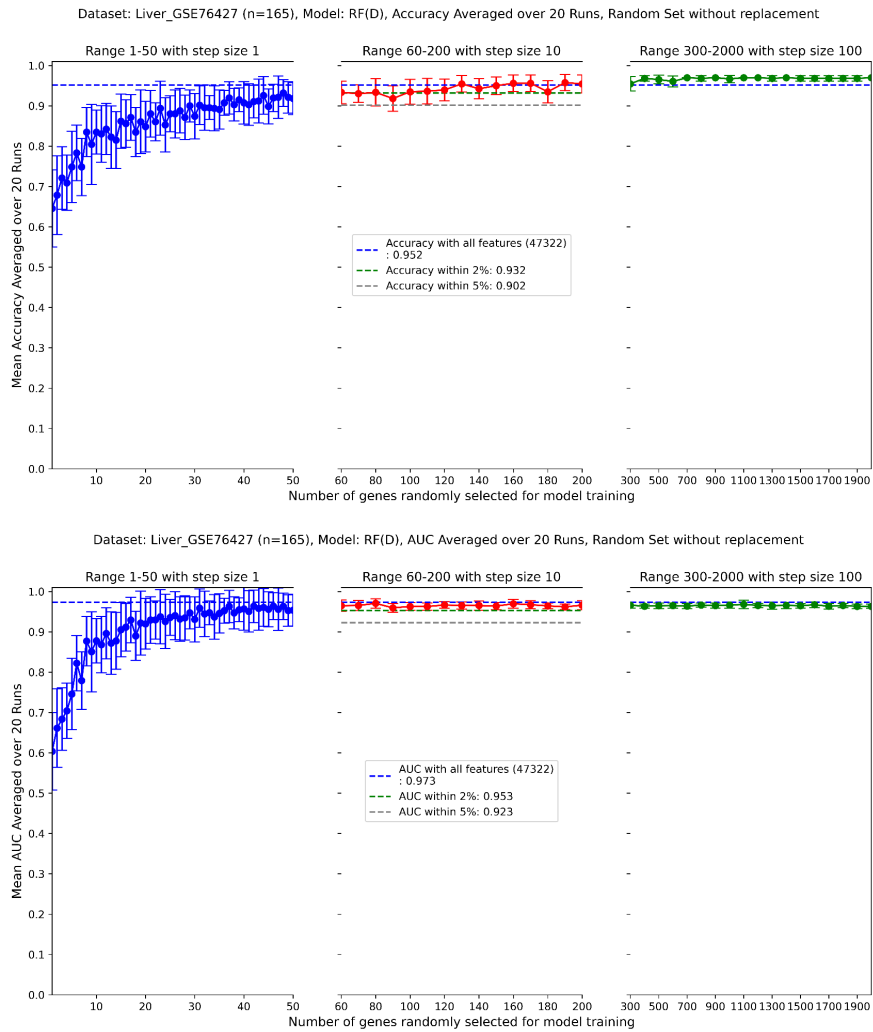 Dataset: Liver_GSE76427 (n=165), Model: RF(D), Accuracy Averaged over 20 Runs, Random Set without replacement
Range 1-50 with step size 1
Range 60-200 with step size 10
Range 300-2000 with step size 100
Mean Accuracy Averaged over 20 Runs
1.0
0.9
0.8
0.7
0.6
0.5
0.4
0.3
0.2
0.1
0.0
Accuracy with all features (47322)
: 0.952
Accuracy within 2%: 0.932
Accuracy within 5%: 0.902
10 20 30 40 50
60 80 100 120 140 160 180 200
300 500 700 900 1100 1300 1500 1700 1900
Number of genes randomly selected for model training
Dataset: Liver_GSE76427 (n=165), Model: RF(D), AUC Averaged over 20 Runs, Random Set without replacement
Range 1-50 with step size 1
Range 60-200 with step size 10
Range 300-2000 with step size 100
Mean AUC Averaged over 20 Runs
1.0
0.9
0.8
0.7
0.6
0.5
0.4
0.3
0.2
0.1
0.0
AUC with all features (47322)
: 0.973
AUC within 2%: 0.953
AUC within 5%: 0.923
10 20 30 40 50
60 80 100 120 140 160 180 200
300 500 700 900 1100 1300 1500 1700 1900
Number of genes randomly selected for model training